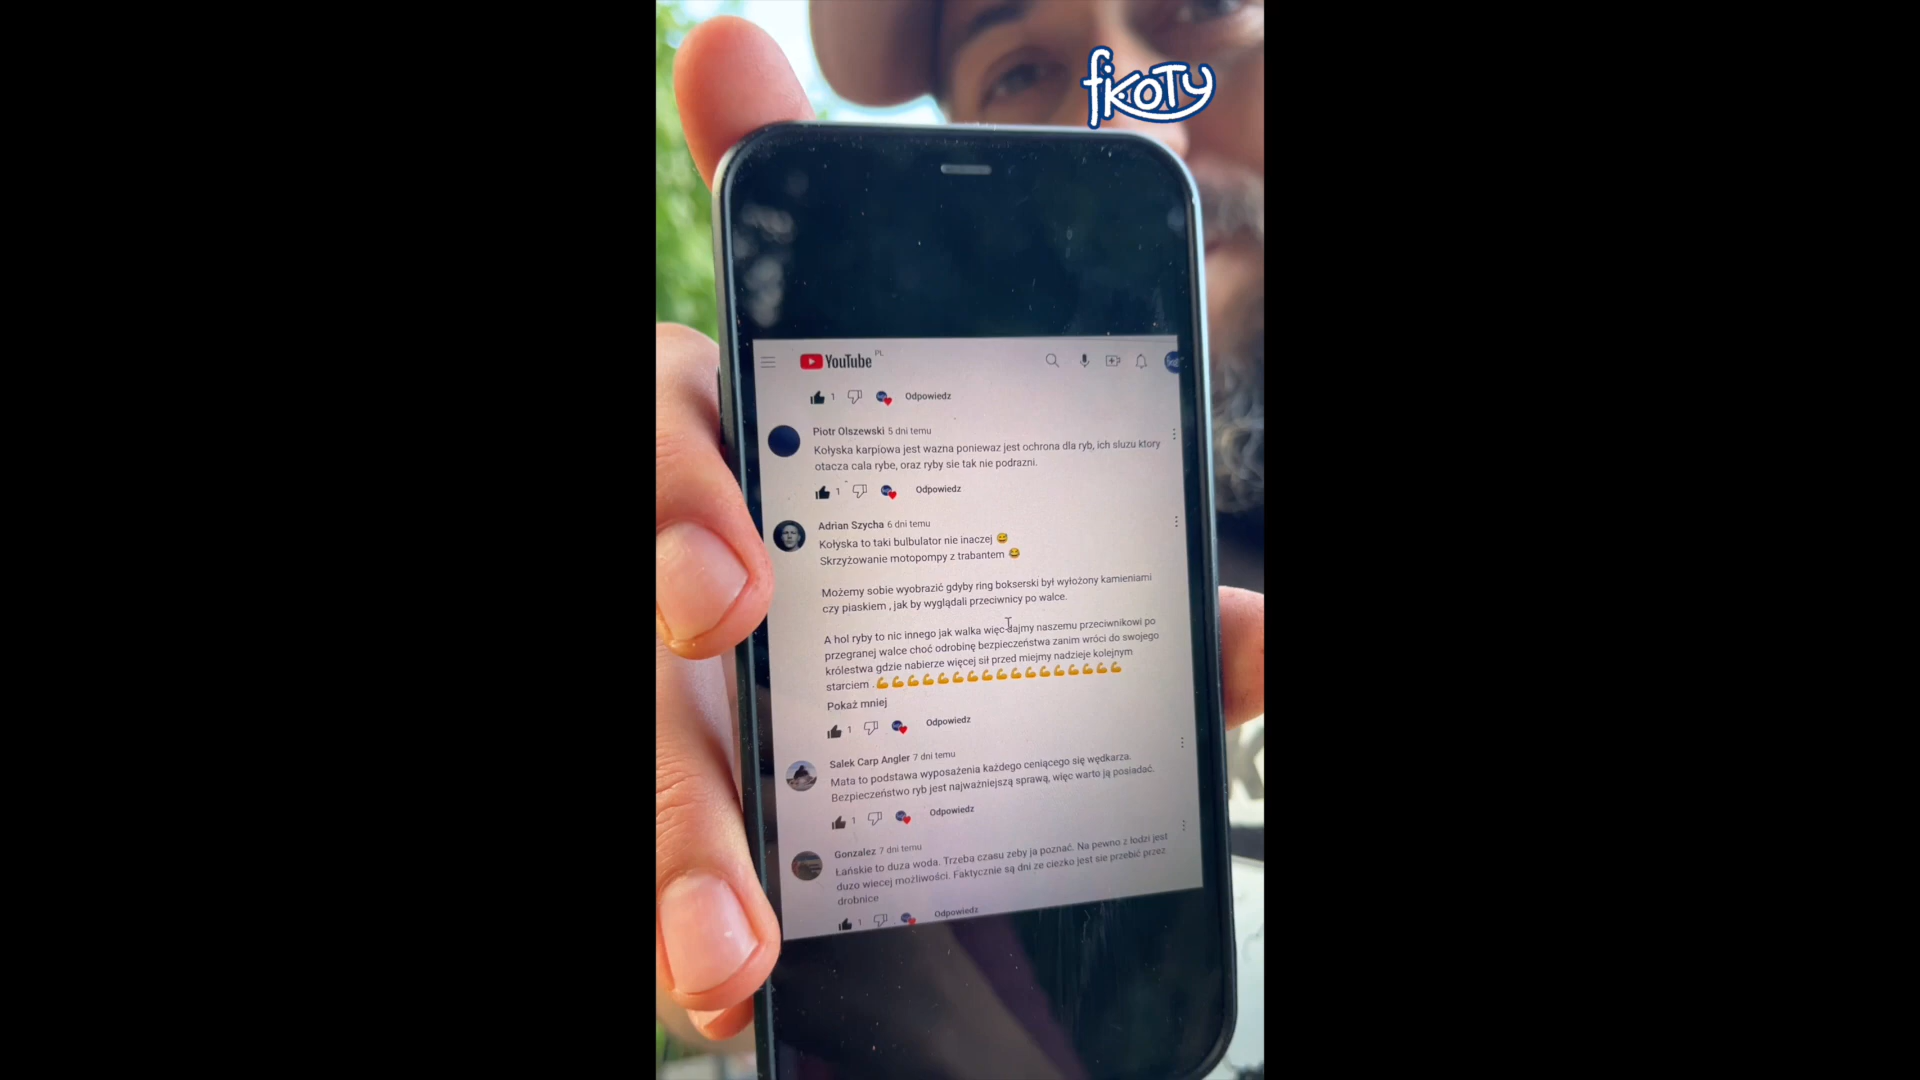 fikoty
YouTube PL
1 Odpowiedz
Piotr Olszewski 5 dni temu
Kołyska karpiowa jest wazna poniewaz jest ochrona dla ryb, ich sluzu ktory
otacza cala rybe, oraz ryby sie tak nie podrazni.
1 Odpowiedz
Adrian Szycha 6 dni temu
Kołyska to taki bulbulator nie inaczej 😅
Skrzyżowanie motopompy z trabantem 😂
Możemy sobie wyobrazić gdyby ring bokserski był wyłożony kamieniami
czy piaskiem , jak by wyglądali przeciwnicy po walce.
A hol ryby to nic innego jak walka więc dajmy naszemu przeciwnikowi po
przegranej walce choć odrobinę bezpieczeństwa zanim wróci do swojego
królestwa gdzie nabierze więcej sił przed miejmy nadzieje kolejnym
starciem . 💪💪💪💪💪💪💪💪💪💪💪💪💪💪💪💪💪
Pokaż mniej
1 Odpowiedz
Salek Carp Angler 7 dni temu
Mata to podstawa wyposażenia każdego ceniącego się wędkarza.
Bezpieczeństwo ryb jest najważniejszą sprawą, więc warto ją posiadać.
1 Odpowiedz
Gonzalez 7 dni temu
Łańskie to duza woda. Trzeba czasu zeby ja poznać. Na pewno z łodzi jest
duzo wiecej możliwości. Faktycznie są dni ze ciezko jest sie przebić przez
drobnice
1 Odpowiedz